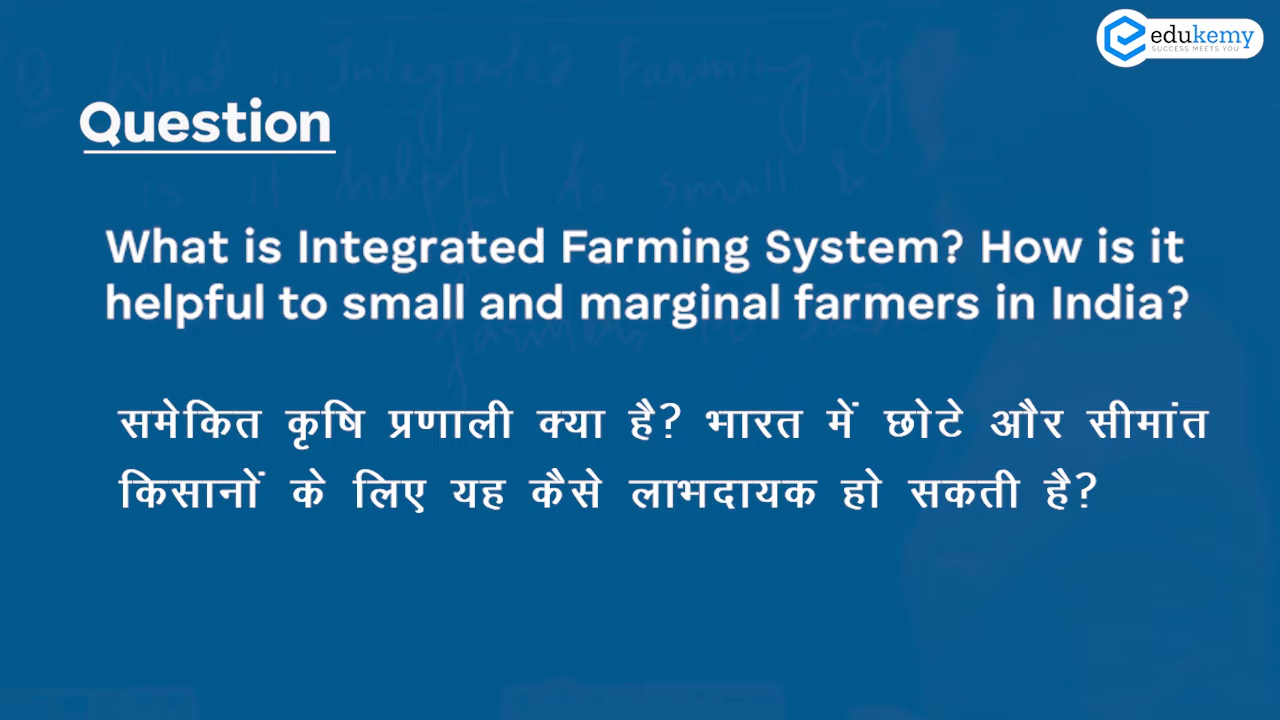 edukemy
SUCCESS MEETS YOU
Question
What is Integrated Farming System? How is it
helpful to small and marginal farmers in India?
समेकित कृषि प्रणाली क्या है? भारत में छोटे और सीमांत
किसानों के लिए यह कैसे लाभदायक हो सकती है?